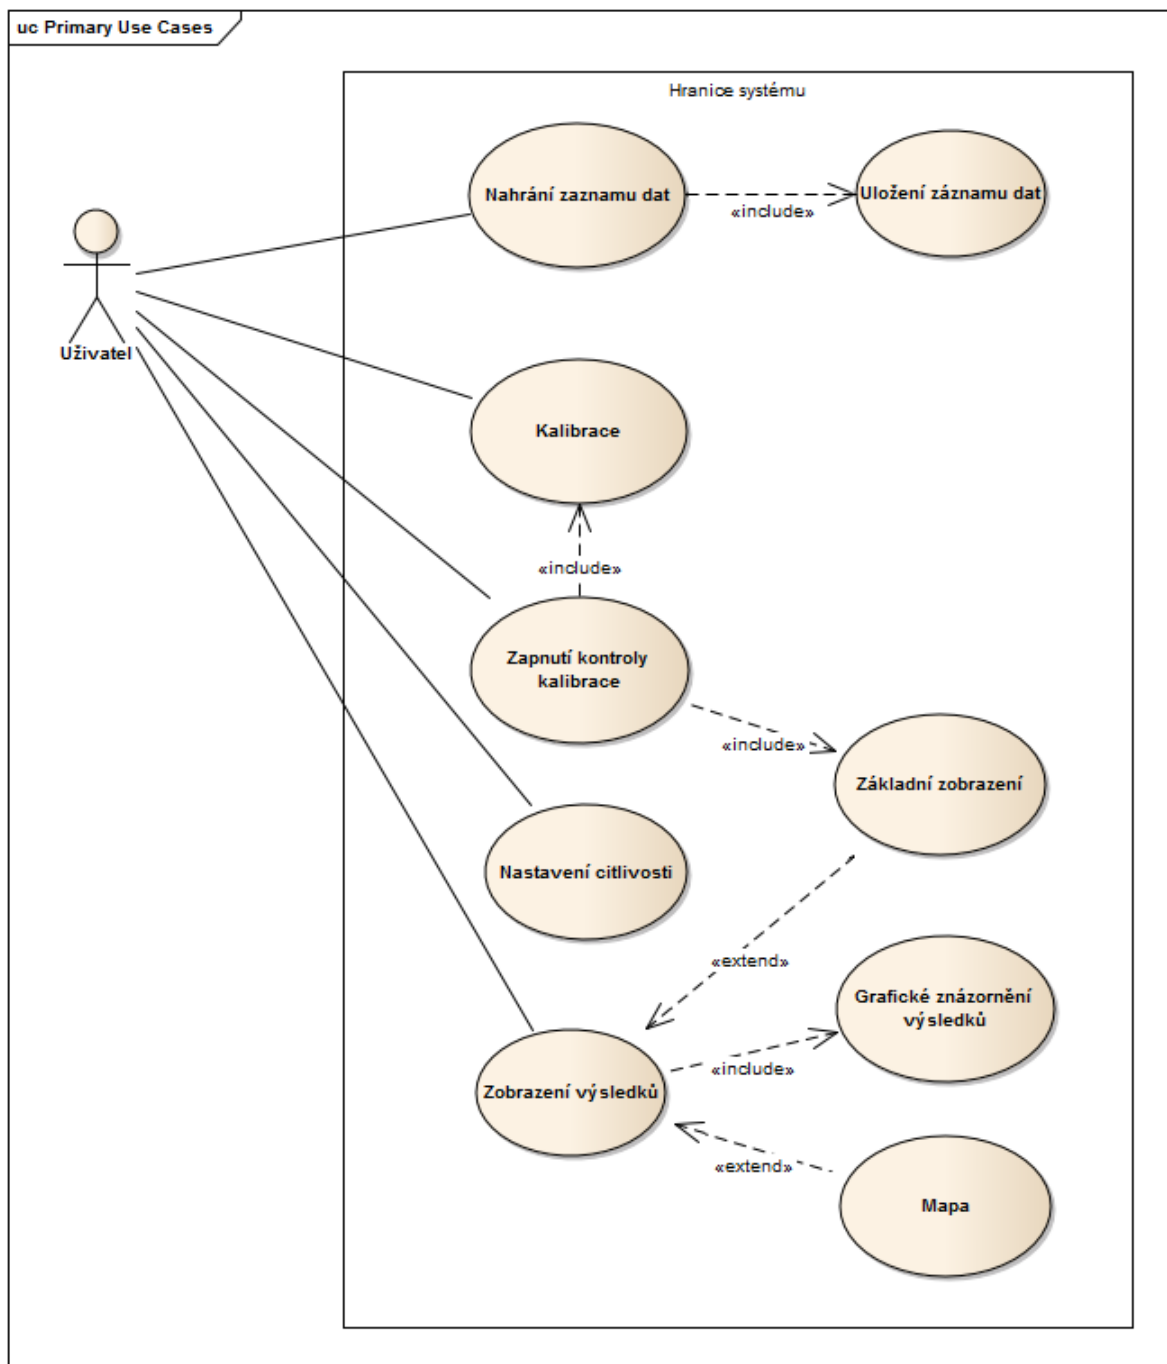 uc Primary Use Cases
Hranice systému
Nahrání zaznamu dat
«include»
Uložení záznamu dat
Uživatel
Kalibrace
«include»
Zapnutí kontroly
kalibrace
«include»
Základní zobrazení
Nastavení citlivosti
«extend»
Grafické znázornění
výsledků
«include»
Zobrazení výsledků
«extend»
Mapa